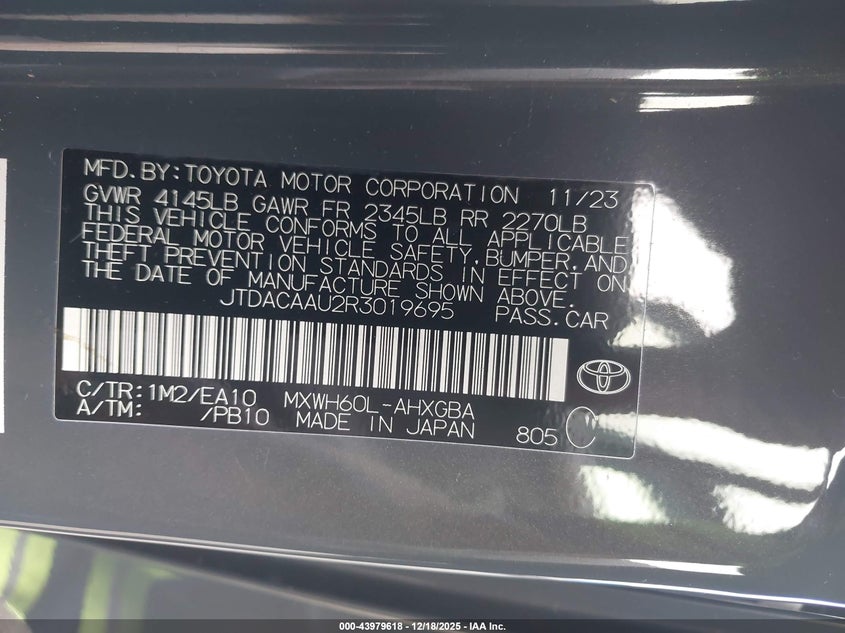 MFD.BY:TOYOTA MOTOR CORPORATION 11/23
GVWR 4145LB GAWR FR 2345LB RR 2270LB
THIS VEHICLE CONFORMS TO ALL APPLICABLE
FEDERAL MOTOR VEHICLE SAFETY,BUMPER,AND
THEFT PREVENTION STANDARDS IN EFFECT ON
THE DATE OF MANUFACTURE SHOWN ABOVE.
JTDACAAU2R3019695 PASS.CAR
C/TR:1M2/EA10 MXWH60L-AHXGBA
A/TM: /PB10 MADE IN JAPAN 805 C
000-43979618 - 12/18/2025 - IAA Inc.